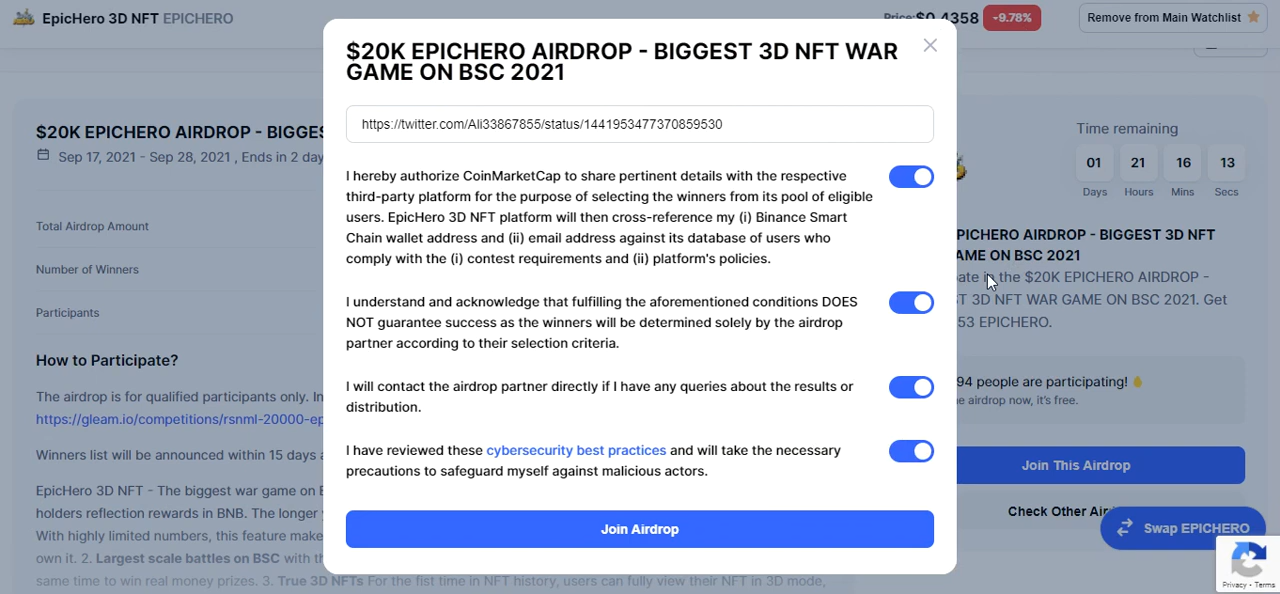 EpicHero 3D NFT EPICHERO
Price: $0.4358 -9.78%
Remove from Main Watchlist
$20K EPICHERO AIRDROP - BIGGEST 3D NFT WAR
GAME ON BSC 2021
https://twitter.com/Ali33867855/status/1441953477370859530
I hereby authorize CoinMarketCap to share pertinent details with the respective
third-party platform for the purpose of selecting the winners from its pool of eligible
users. EpicHero 3D NFT platform will then cross-reference my (i) Binance Smart
Chain wallet address and (ii) email address against its database of users who
comply with the (i) contest requirements and (ii) platform's policies.
I understand and acknowledge that fulfilling the aforementioned conditions DOES
NOT guarantee success as the winners will be determined solely by the airdrop
partner according to their selection criteria.
I will contact the airdrop partner directly if I have any queries about the results or
distribution.
I have reviewed these cybersecurity best practices and will take the necessary
precautions to safeguard myself against malicious actors.
Join Airdrop
$20K EPICHERO AIRDROP - BIGGES
Sep 17, 2021 - Sep 28, 2021 , Ends in 2 day
Total Airdrop Amount
Number of Winners
Participants
How to Participate?
The airdrop is for qualified participants only. In
https://gleam.io/competitions/rsnml-20000-ep
Winners list will be announced within 15 days a
EpicHero 3D NFT - The biggest war game on B
holders reflection rewards in BNB. The longer
With highly limited numbers, this feature make
own it. 2. Largest scale battles on BSC with th
same time to win real money prizes. 3. True 3D NFTs For the fist time in NFT history, users can fully view their NFT in 3D mode,
Time remaining
01 21 16 13
Days Hours Mins Secs
PICHERO AIRDROP - BIGGEST 3D NFT
AME ON BSC 2021
pate in the $20K EPICHERO AIRDROP -
T 3D NFT WAR GAME ON BSC 2021. Get
53 EPICHERO.
94 people are participating!
e airdrop now, it's free.
Join This Airdrop
Check Other Air
Swap EPICHERO
Privacy - Terms